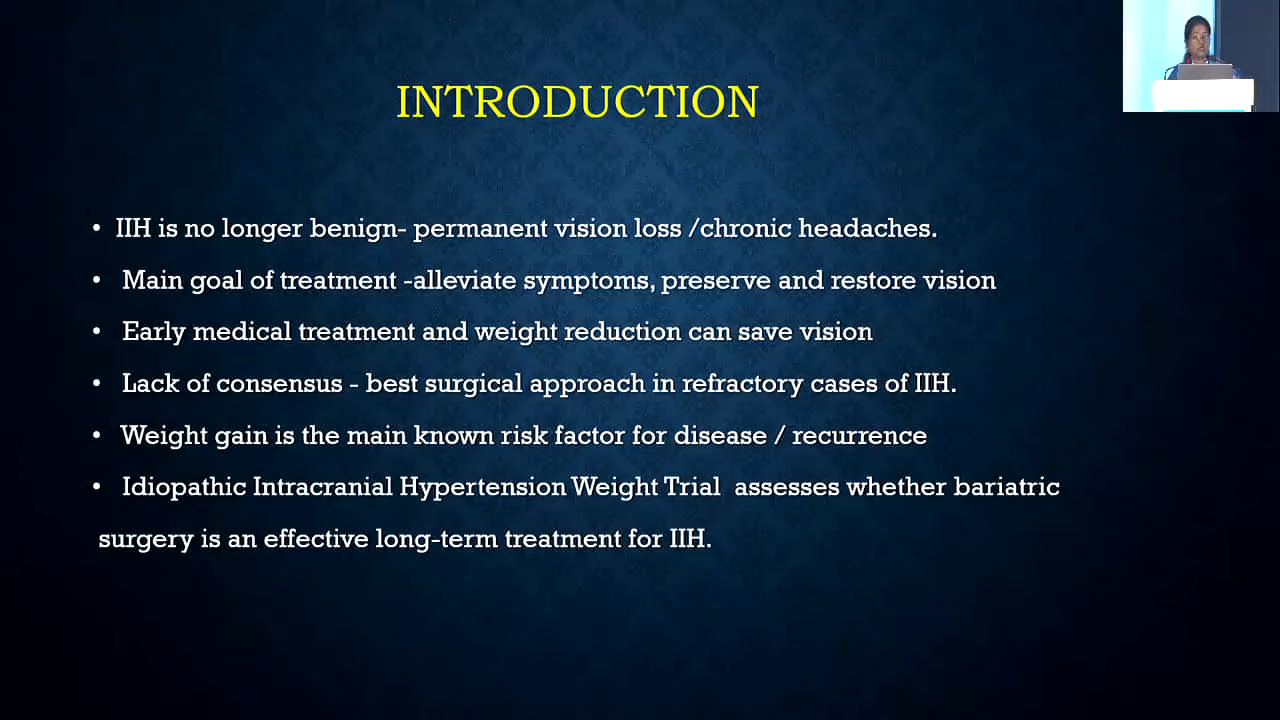 INTRODUCTION
• IIH is no longer benign- permanent vision loss /chronic headaches.
• Main goal of treatment -alleviate symptoms, preserve and restore vision
• Early medical treatment and weight reduction can save vision
• Lack of consensus - best surgical approach in refractory cases of IIH.
• Weight gain is the main known risk factor for disease / recurrence
• Idiopathic Intracranial Hypertension Weight Trial assesses whether bariatric
surgery is an effective long-term treatment for IIH.